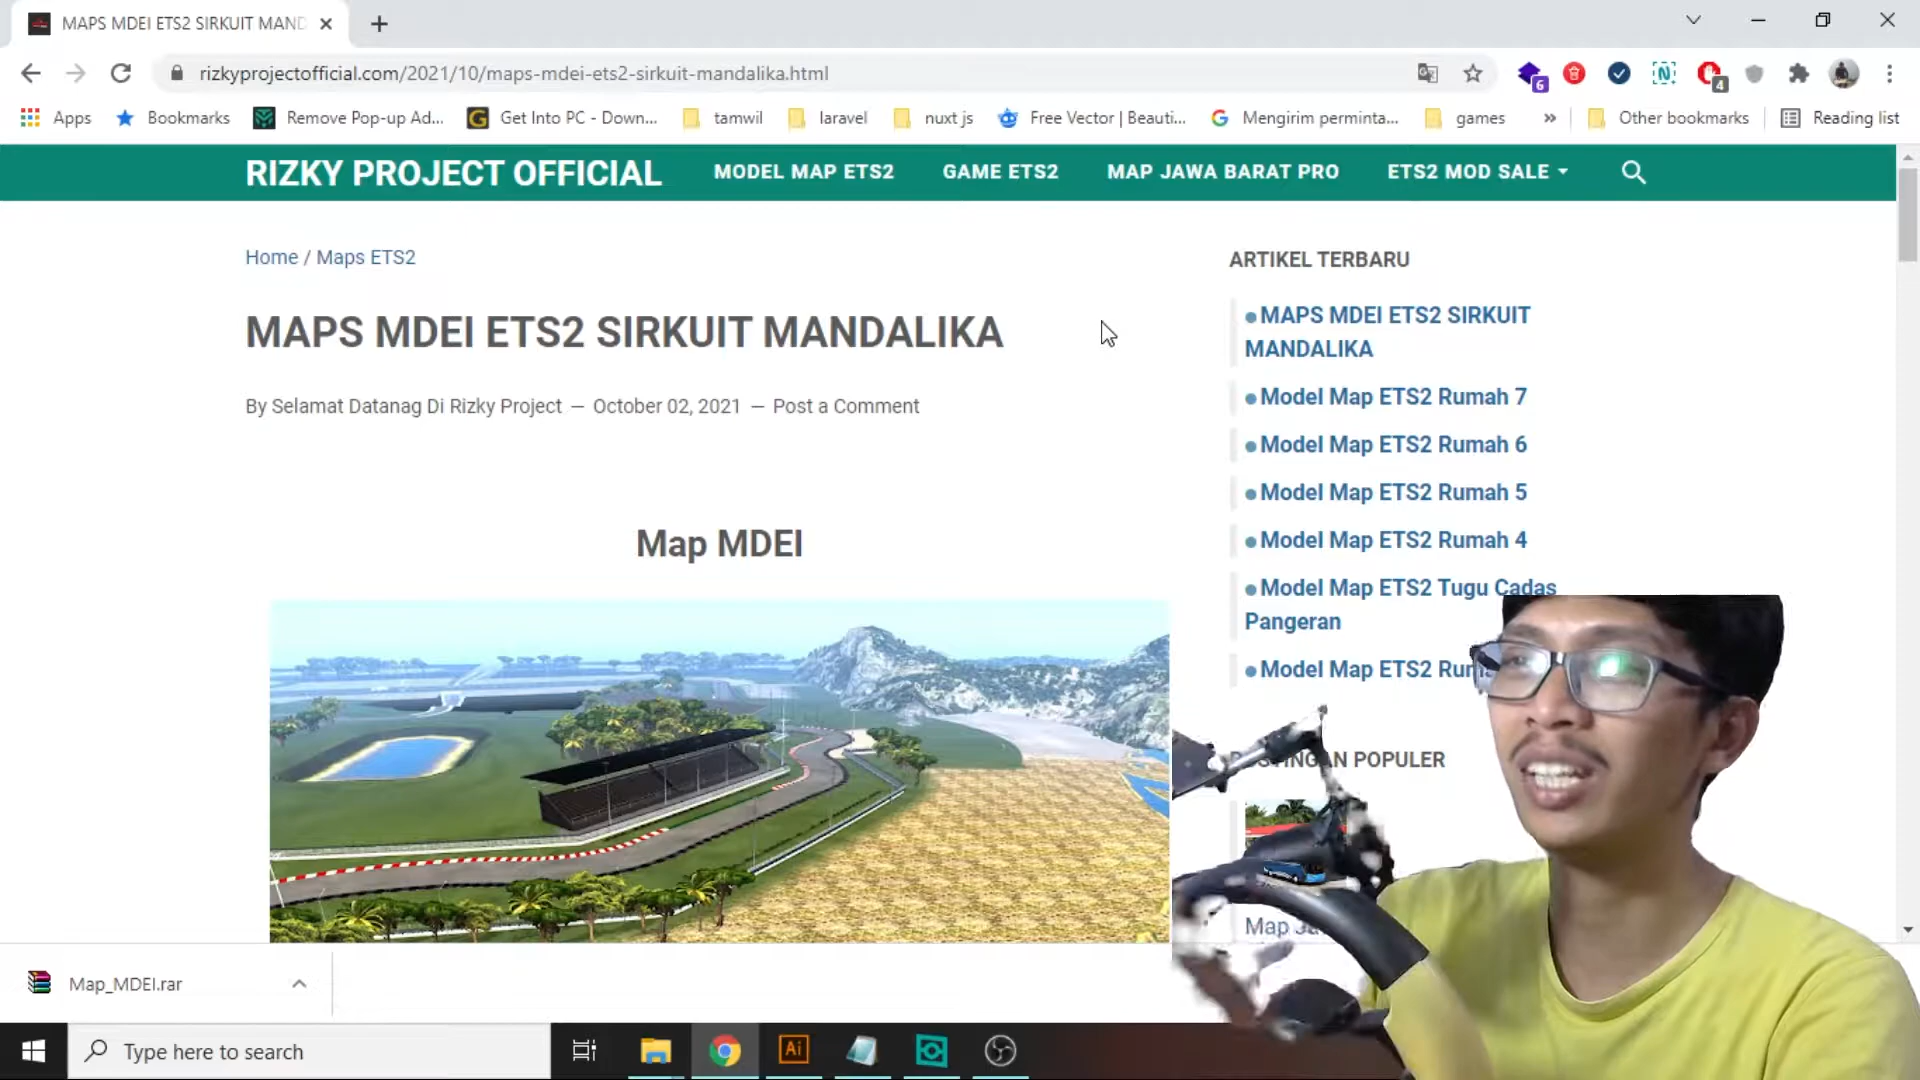 MAPS MDEI ETS2 SIRKUIT MAND
rizkyprojectofficial.com/2021/10/maps-mdei-ets2-sirkuit-mandalika.html
6
4
Apps
Bookmarks
Remove Pop-up Ad...
Get Into PC - Down...
tamwil
laravel
nuxt js
Free Vector | Beauti...
Mengirim perminta...
games
»
Other bookmarks
Reading list
RIZKY PROJECT OFFICIAL
MODEL MAP ETS2
GAME ETS2
MAP JAWA BARAT PRO
ETS2 MOD SALE
Home / Maps ETS2
MAPS MDEI ETS2 SIRKUIT MANDALIKA
By Selamat Datanag Di Rizky Project — October 02, 2021 — Post a Comment
Map MDEI
ARTIKEL TERBARU
MAPS MDEI ETS2 SIRKUIT
MANDALIKA
Model Map ETS2 Rumah 7
Model Map ETS2 Rumah 6
Model Map ETS2 Rumah 5
Model Map ETS2 Rumah 4
Model Map ETS2 Tugu Cadas
Pangeran
Model Map ETS2
POPULER
Map
Map_MDEI.rar
Type here to search
Ai